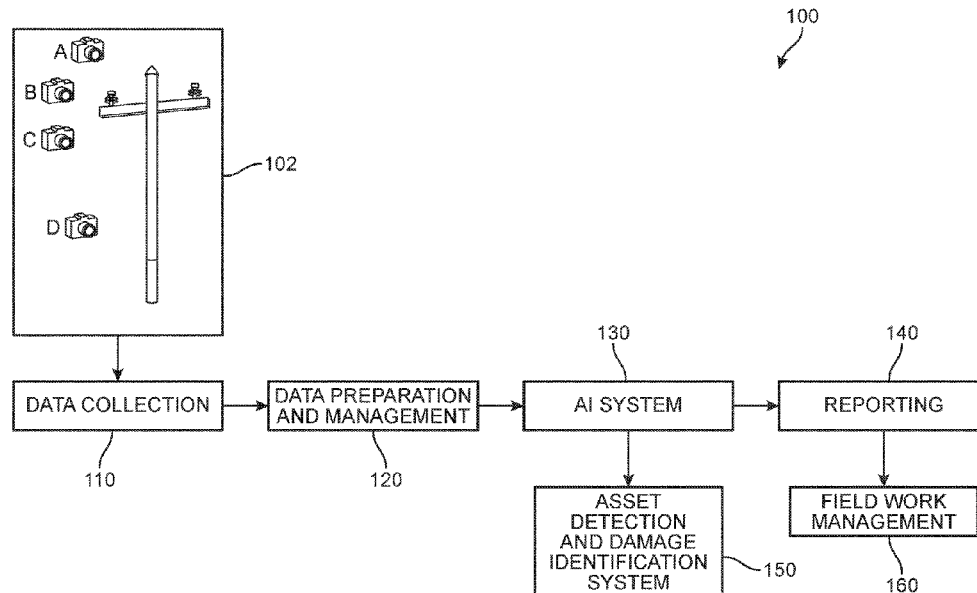 100
A
B
C
D
102
130
140
DATA COLLECTION
DATA PREPARATION
AND MANAGEMENT
AI SYSTEM
REPORTING
110
120
ASSET
DETECTION
AND DAMAGE
IDENTIFICATION
SYSTEM
150
FIELD WORK
MANAGEMENT
160